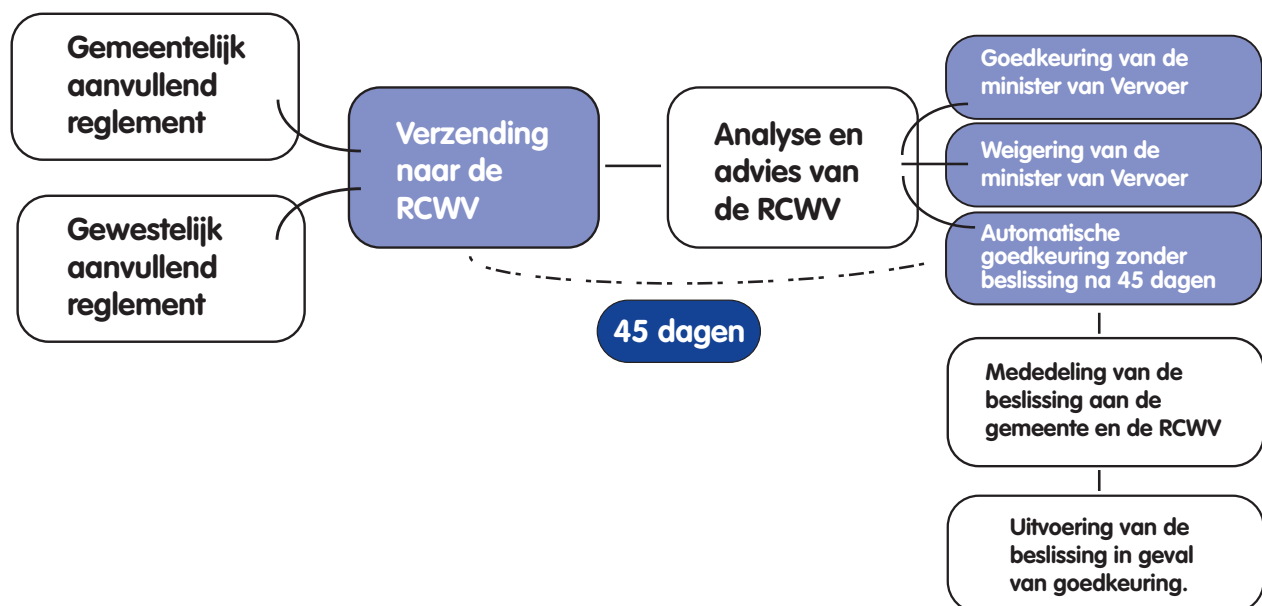 Gemeentelijk
aanvullend
reglement
Gewestelijk
aanvullend
reglement
Verzending
naar de
RCWV
Analyse en
advies van
de RCWV
45 dagen
Goedkeuring van de
minister van Vervoer
Weigering van de
minister van Vervoer
Automatische
goedkeuring zonder
beslissing na 45 dagen
Mededeling van de
beslissing aan de
gemeente en de RCWV
Uitvoering van de
beslissing in geval
van goedkeuring.